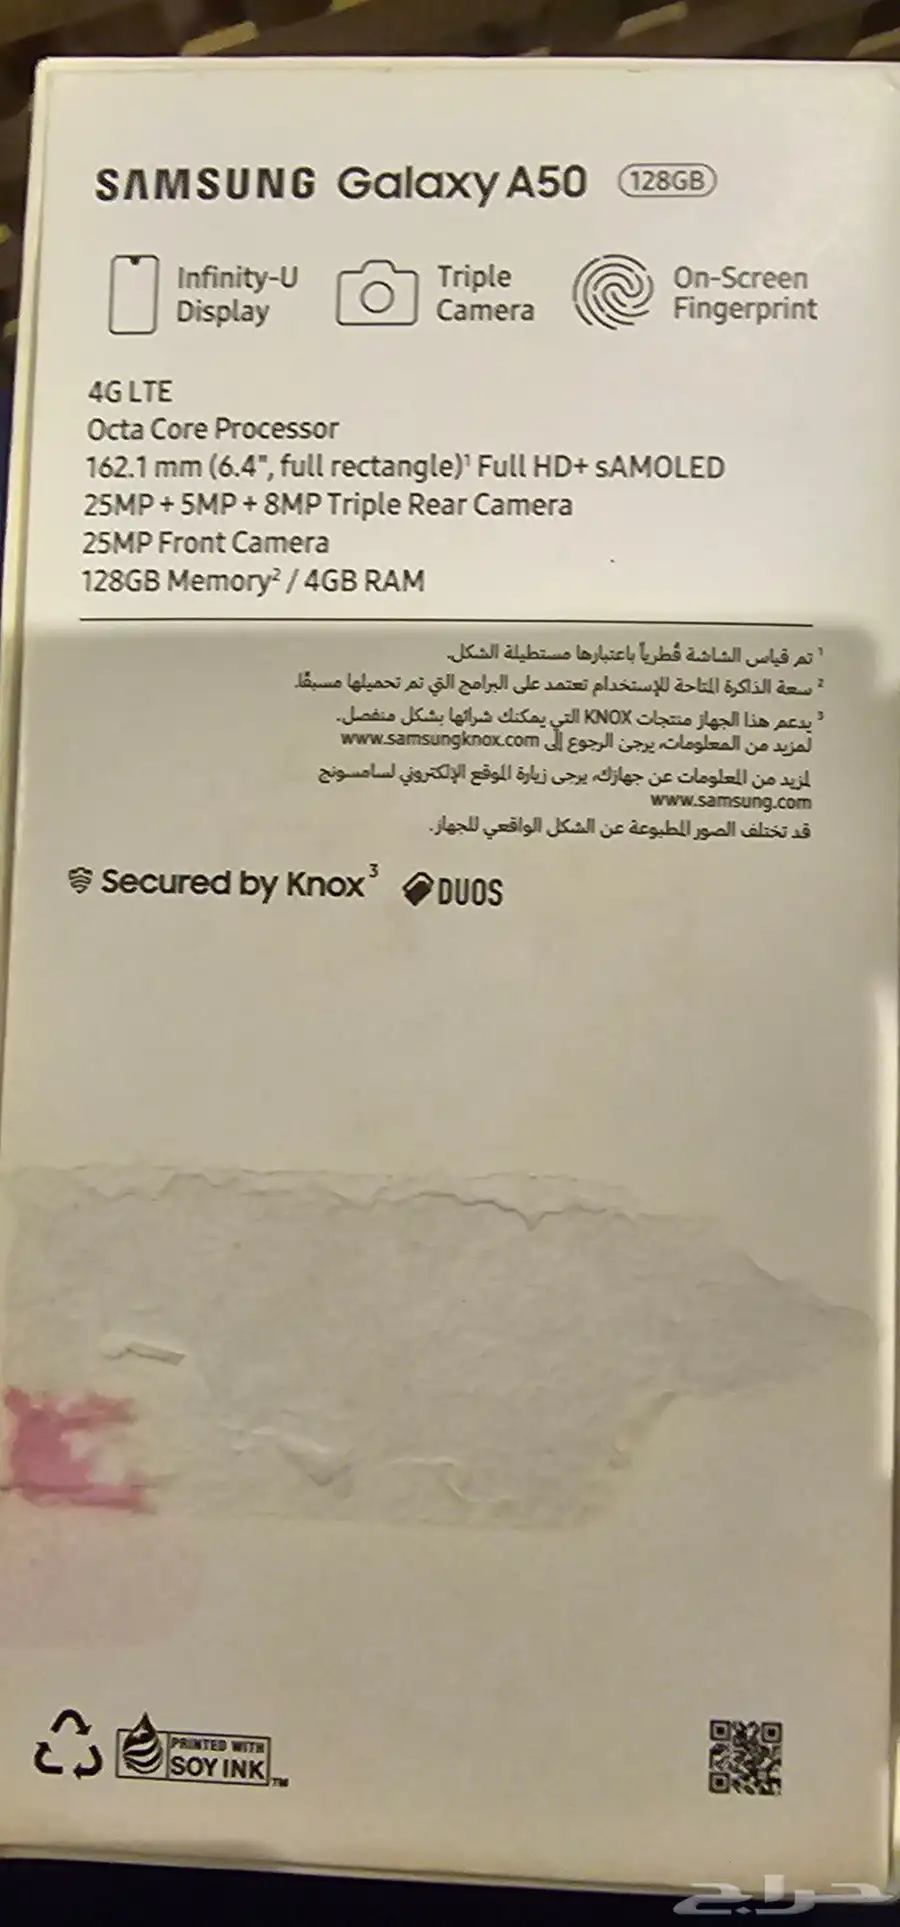 SAMSUNG Galaxy A50 128GB
Infinity-U
Display
Triple
Camera
On-Screen
Fingerprint
4G LTE
Octa Core Processor
162.1 mm (6.4", full rectangle)¹ Full HD+ sAMOLED
25MP + 5MP + 8MP Triple Rear Camera
25MP Front Camera
128GB Memory² / 4GB RAM
¹ تم قياس الشاشة قُطرياً باعتبارها مستطيلة الشكل.
² سعة الذاكرة المتاحة للإستخدام تعتمد على البرامج التي تم تحميلها مسبقًا.
³ يدعم هذا الجهاز منتجات KNOX التي يمكنك شرائها بشكل منفصل.
لمزيد من المعلومات، يرجى الرجوع إلى www.samsungknox.com
لمزيد من المعلومات عن جهازك، يرجى زيارة الموقع الإلكتروني لسامسونج
www.samsung.com
قد تختلف الصور المطبوعة عن الشكل الواقعي للجهاز.
Secured by Knox³ DUOS
PRINTED WITH
SOY INK™
حراج